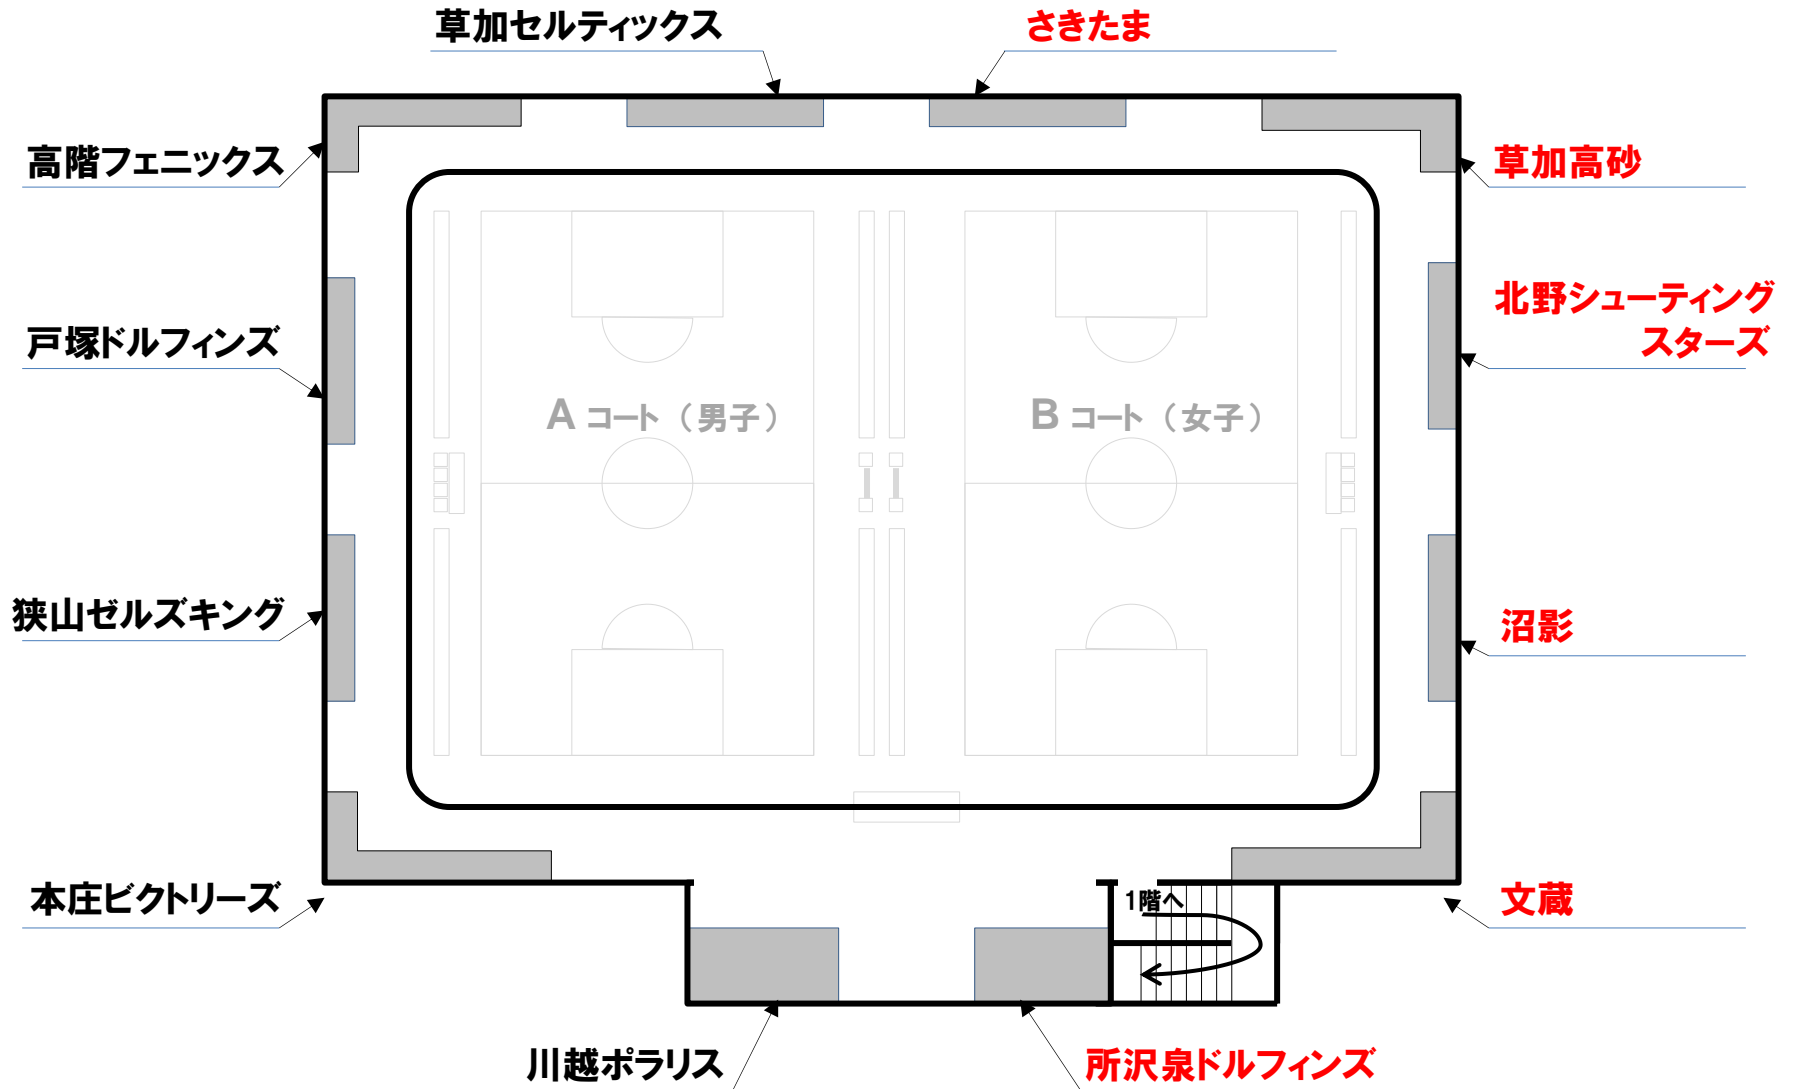 草加セルティックス
さきたま
高階フェニックス
草加高砂
北野シューティング
スターズ
戸塚ドルフィンズ
A コート（男子）
B コート（女子）
狭山ゼルズキング
沼影
本庄ビクトリーズ
1階へ
文蔵
川越ポラリス
所沢泉ドルフィンズ